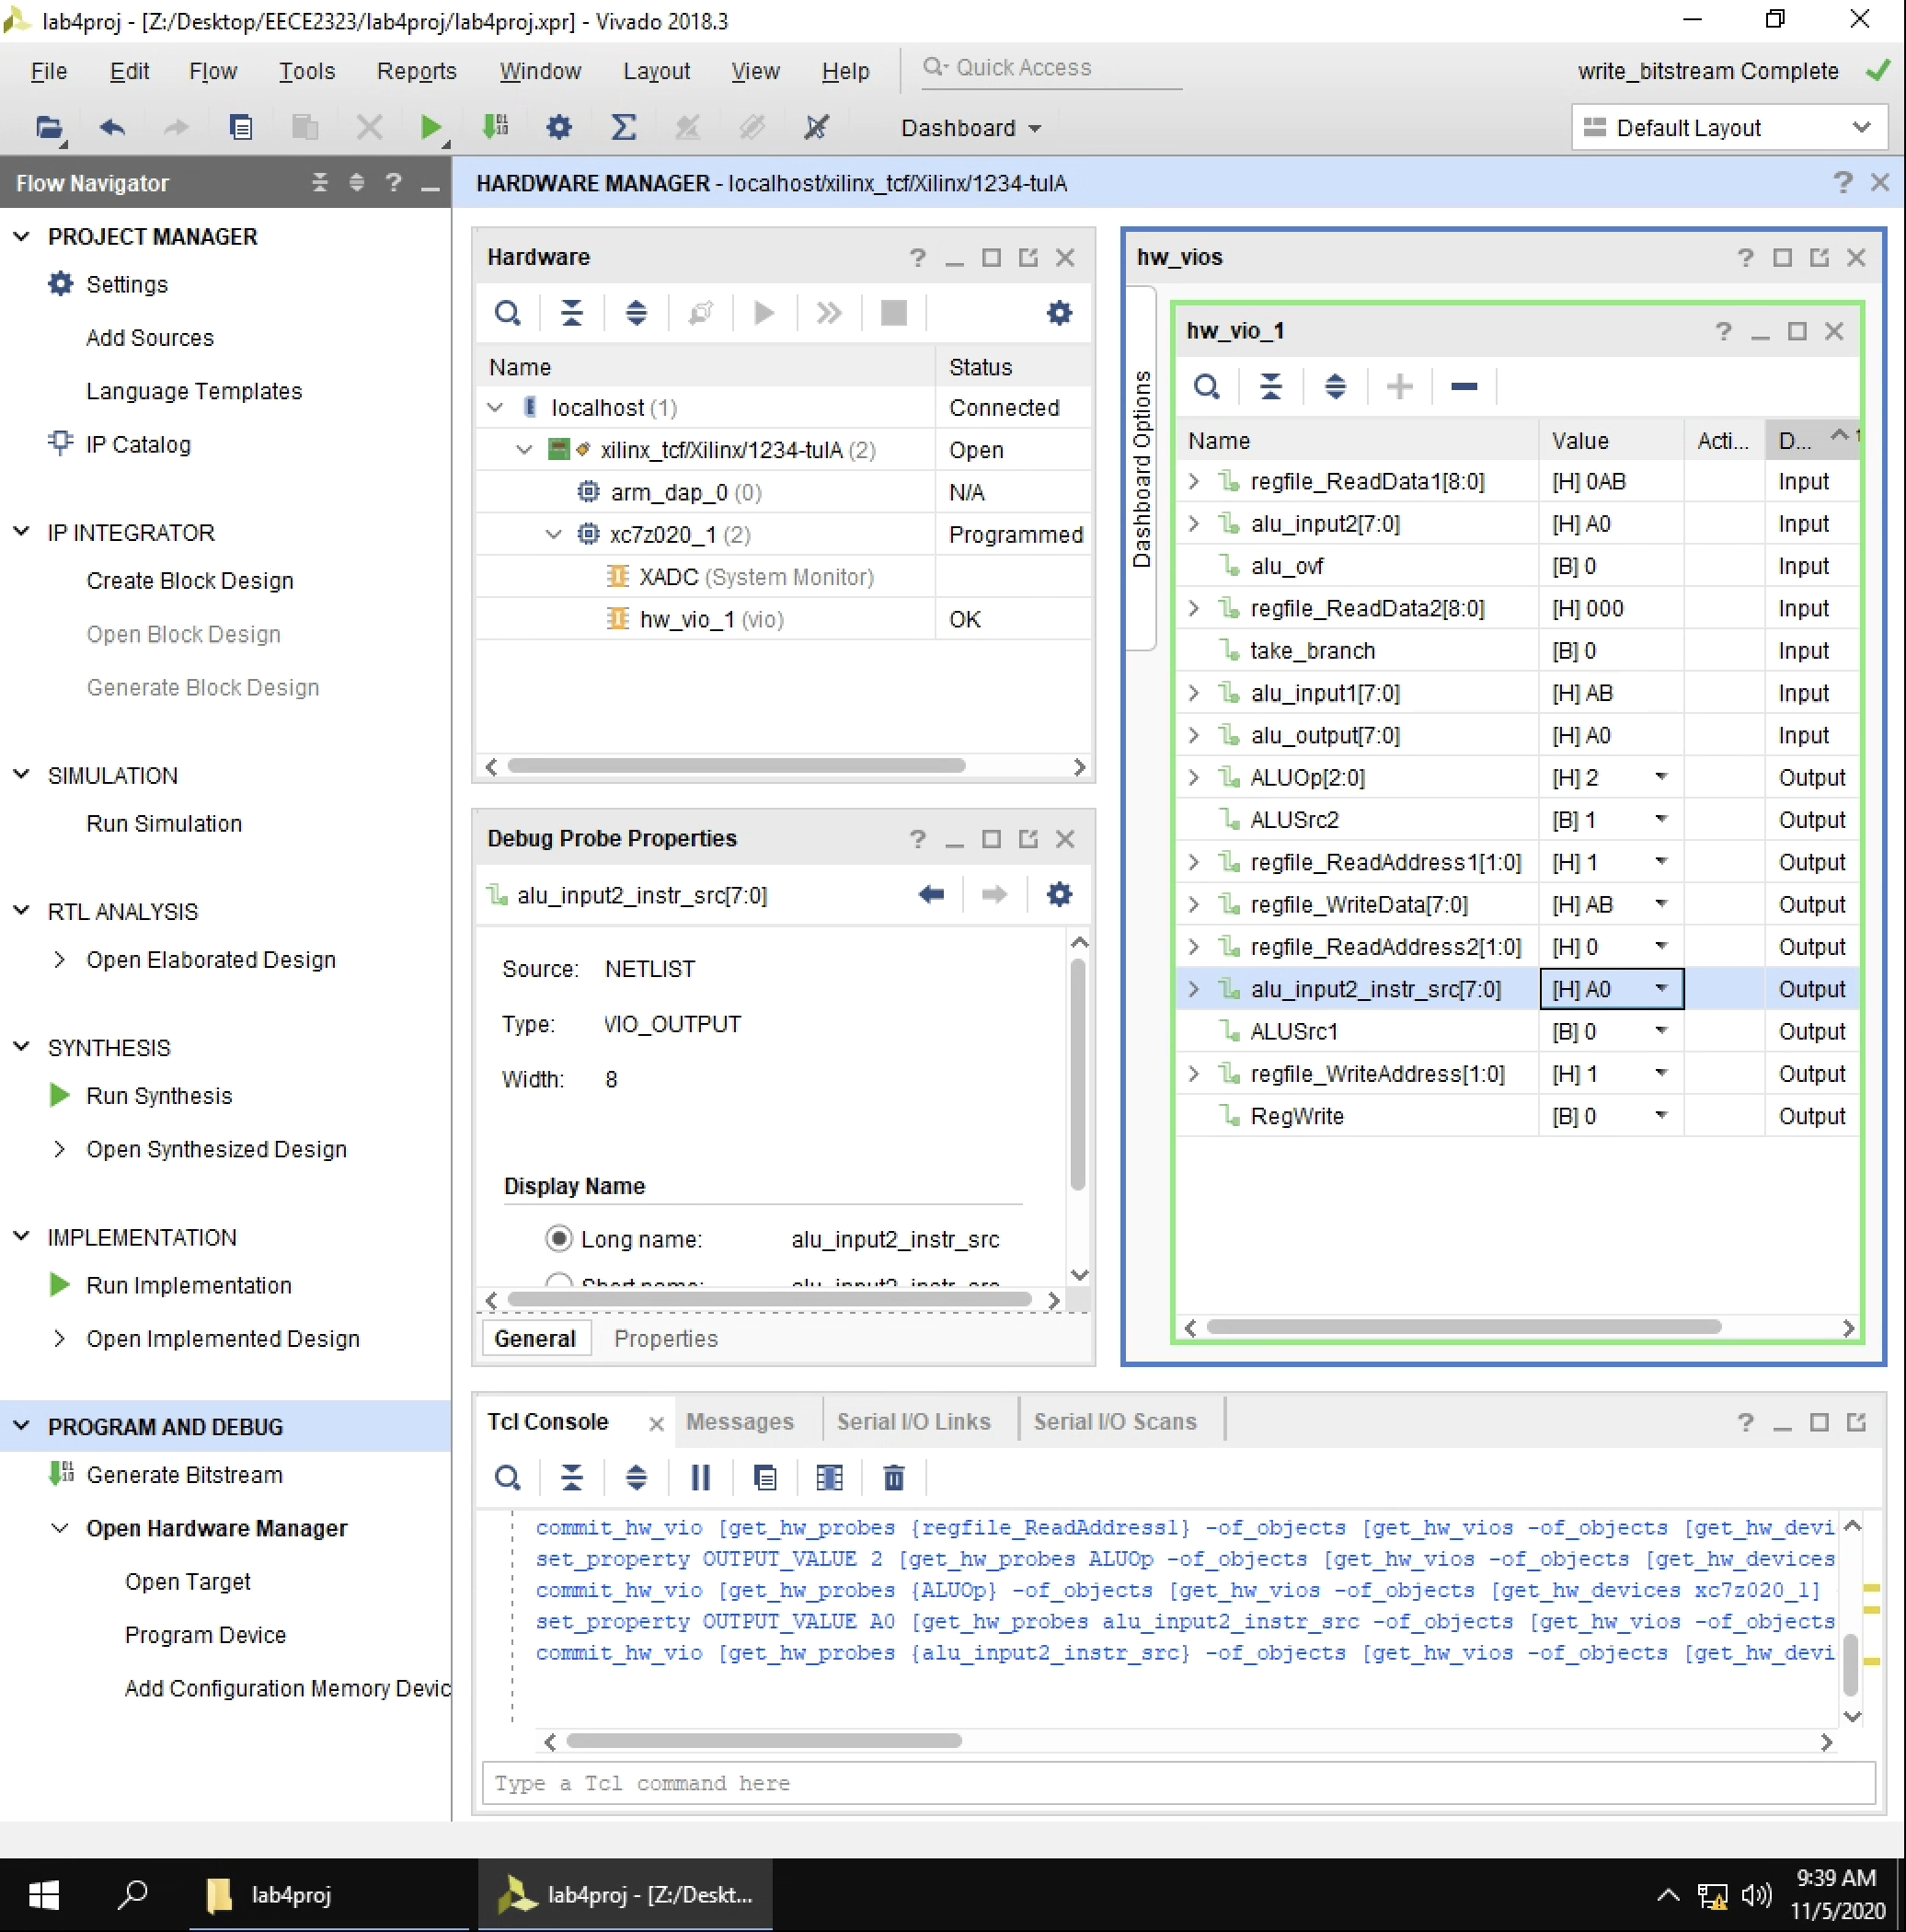 lab4proj - [Z:/Desktop/EECE2323/lab4proj/lab4proj.xpr] - Vivado 2018.3
File Edit Flow Tools Reports Window Layout View Help Quick Access write_bitstream Complete
Dashboard Default Layout
Flow Navigator
PROJECT MANAGER
Settings
Add Sources
Language Templates
IP Catalog
IP INTEGRATOR
Create Block Design
Open Block Design
Generate Block Design
SIMULATION
Run Simulation
RTL ANALYSIS
Open Elaborated Design
SYNTHESIS
Run Synthesis
Open Synthesized Design
IMPLEMENTATION
Run Implementation
Open Implemented Design
PROGRAM AND DEBUG
Generate Bitstream
Open Hardware Manager
Open Target
Program Device
Add Configuration Memory Devic
HARDWARE MANAGER - localhost/xilinx_tcf/Xilinx/1234-tulA
Hardware
Name Status
localhost (1) Connected
xilinx_tcf/Xilinx/1234-tulA (2) Open
arm_dap_0 (0) N/A
xc7z020_1 (2) Programmed
XADC (System Monitor)
hw_vio_1 (vio) OK
Debug Probe Properties
alu_input2_instr_src[7:0]
Source: NETLIST
Type: VIO_OUTPUT
Width: 8
Display Name
Long name: alu_input2_instr_src
Short name: alu_input2_instr_src
General Properties
hw_vios
Dashboard Options
hw_vio_1
Name Value Acti... D... 1
regfile_ReadData1[8:0] [H] 0AB Input
alu_input2[7:0] [H] A0 Input
alu_ovf [B] 0 Input
regfile_ReadData2[8:0] [H] 000 Input
take_branch [B] 0 Input
alu_input1[7:0] [H] AB Input
alu_output[7:0] [H] A0 Input
ALUOp[2:0] [H] 2 Output
ALUSrc2 [B] 1 Output
regfile_ReadAddress1[1:0] [H] 1 Output
regfile_WriteData[7:0] [H] AB Output
regfile_ReadAddress2[1:0] [H] 0 Output
alu_input2_instr_src[7:0] [H] A0 Output
ALUSrc1 [B] 0 Output
regfile_WriteAddress[1:0] [H] 1 Output
RegWrite [B] 0 Output
Tcl Console Messages Serial I/O Links Serial I/O Scans
commit_hw_vio [get_hw_probes {regfile_ReadAddress1} -of_objects [get_hw_vios -of_objects [get_hw_devi
set_property OUTPUT_VALUE 2 [get_hw_probes ALUOp -of_objects [get_hw_vios -of_objects [get_hw_devices
commit_hw_vio [get_hw_probes {ALUOp} -of_objects [get_hw_vios -of_objects [get_hw_devices xc7z020_1]
set_property OUTPUT_VALUE A0 [get_hw_probes alu_input2_instr_src -of_objects [get_hw_vios -of_objects
commit_hw_vio [get_hw_probes {alu_input2_instr_src} -of_objects [get_hw_vios -of_objects [get_hw_devi
Type a Tcl command here
lab4proj
lab4proj - [Z:/Deskt...
9:39 AM
11/5/2020